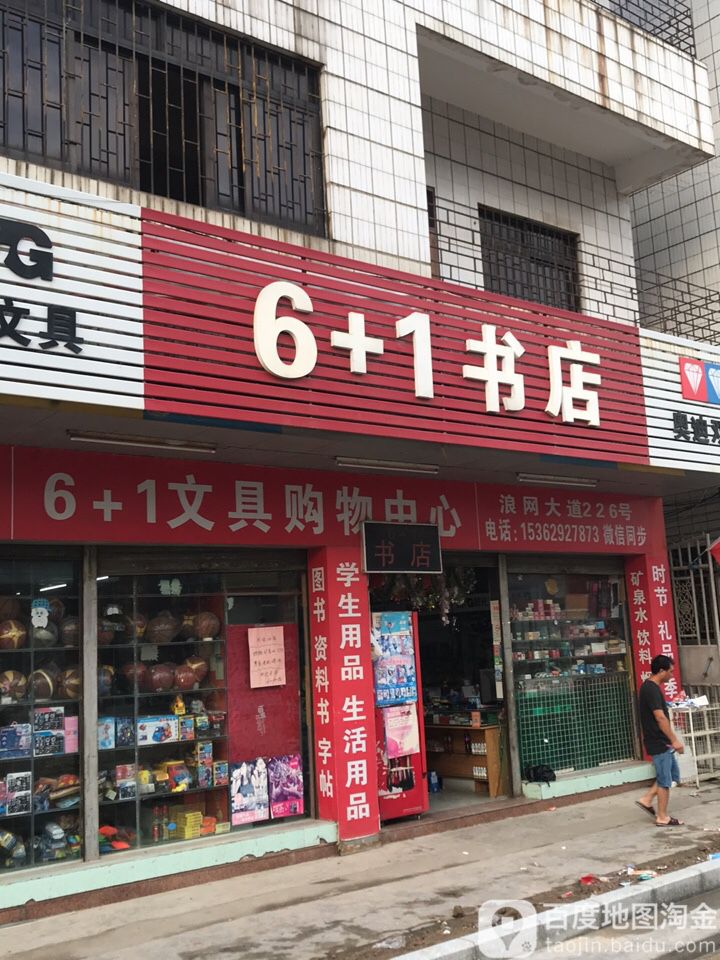 G
文具
6+1书店
奥迪
6+1文具购物中心
浪网大道226号
电话:15362927873 微信同步
书店
图书 资料书 字帖
学生用品 生活用品
矿泉水 饮料
时节 礼品
百度地图淘金
taojin.baidu.com